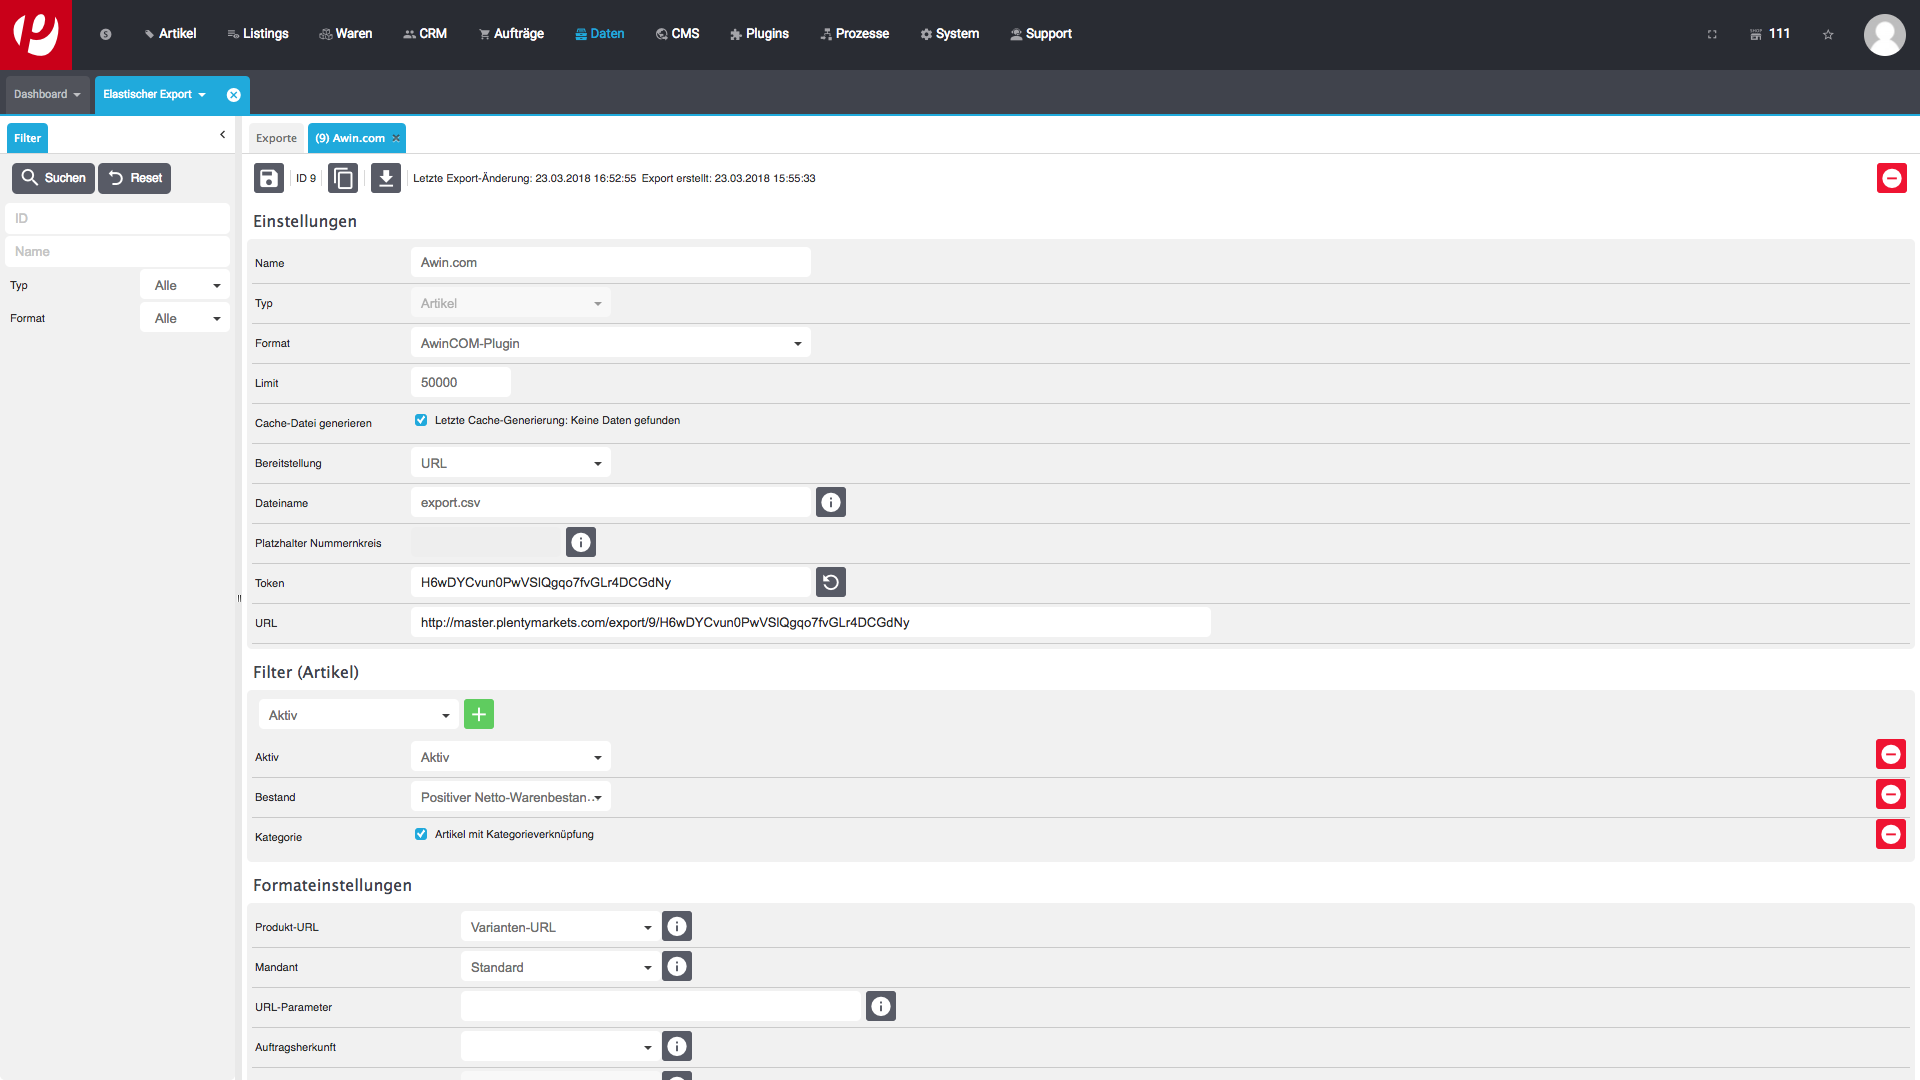 Artikel Listings Waren CRM Aufträge Daten CMS Plugins Prozesse System Support 111
Dashboard Elastischer Export
Filter
Exporte (9) Awin.com
Suchen Reset
ID 9 Letzte Export-Änderung: 23.03.2018 16:52:55 Export erstellt: 23.03.2018 15:55:33
ID
Name
Typ Alle
Format Alle
Einstellungen
Name Awin.com
Typ Artikel
Format AwinCOM-Plugin
Limit 50000
Cache-Datei generieren Letzte Cache-Generierung: Keine Daten gefunden
Bereitstellung URL
Dateiname export.csv
Platzhalter Nummernkreis
Token H6wDYCvun0PwVSlQgqo7fvGLr4DCGdNy
URL http://master.plentymarkets.com/export/9/H6wDYCvun0PwVSlQgqo7fvGLr4DCGdNy
Filter (Artikel)
Aktiv
Aktiv Aktiv
Bestand Positiver Netto-Warenbestan...
Kategorie Artikel mit Kategorieverknüpfung
Formateinstellungen
Produkt-URL Varianten-URL
Mandant Standard
URL-Parameter
Auftragsherkunft